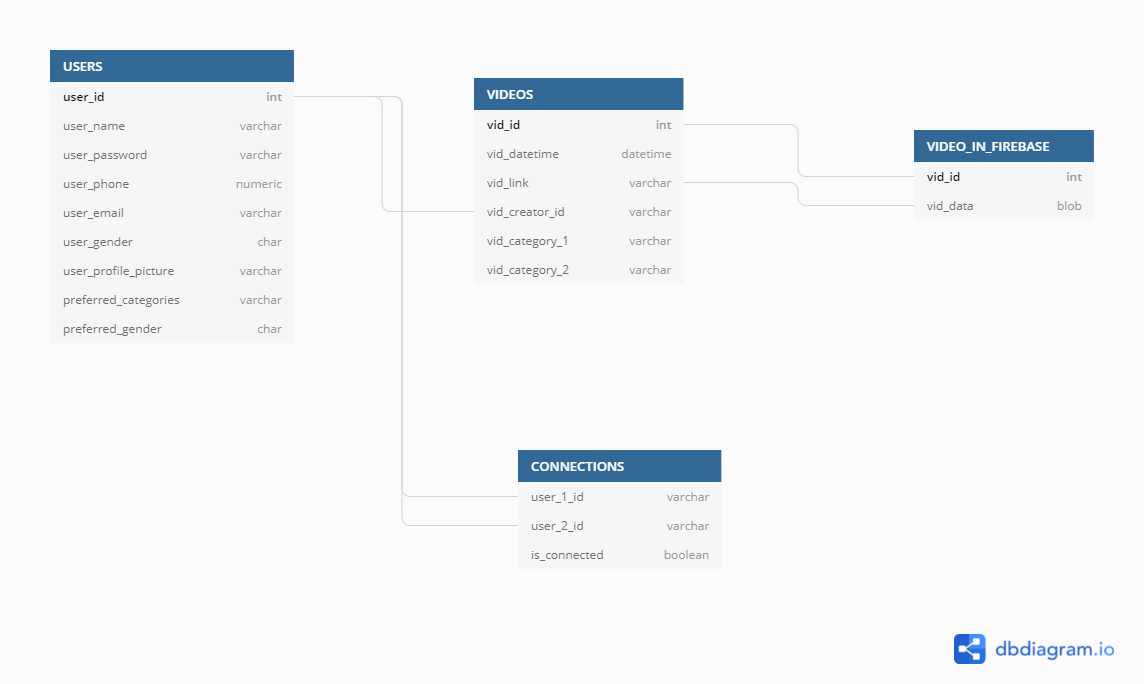 USERS
user_id int
user_name varchar
user_password varchar
user_phone numeric
user_email varchar
user_gender char
user_profile_picture varchar
preferred_categories varchar
preferred_gender char
VIDEOS
vid_id int
vid_datetime datetime
vid_link varchar
vid_creator_id varchar
vid_category_1 varchar
vid_category_2 varchar
VIDEO_IN_FIREBASE
vid_id int
vid_data blob
CONNECTIONS
user_1_id varchar
user_2_id varchar
is_connected boolean
dbdiagram.io